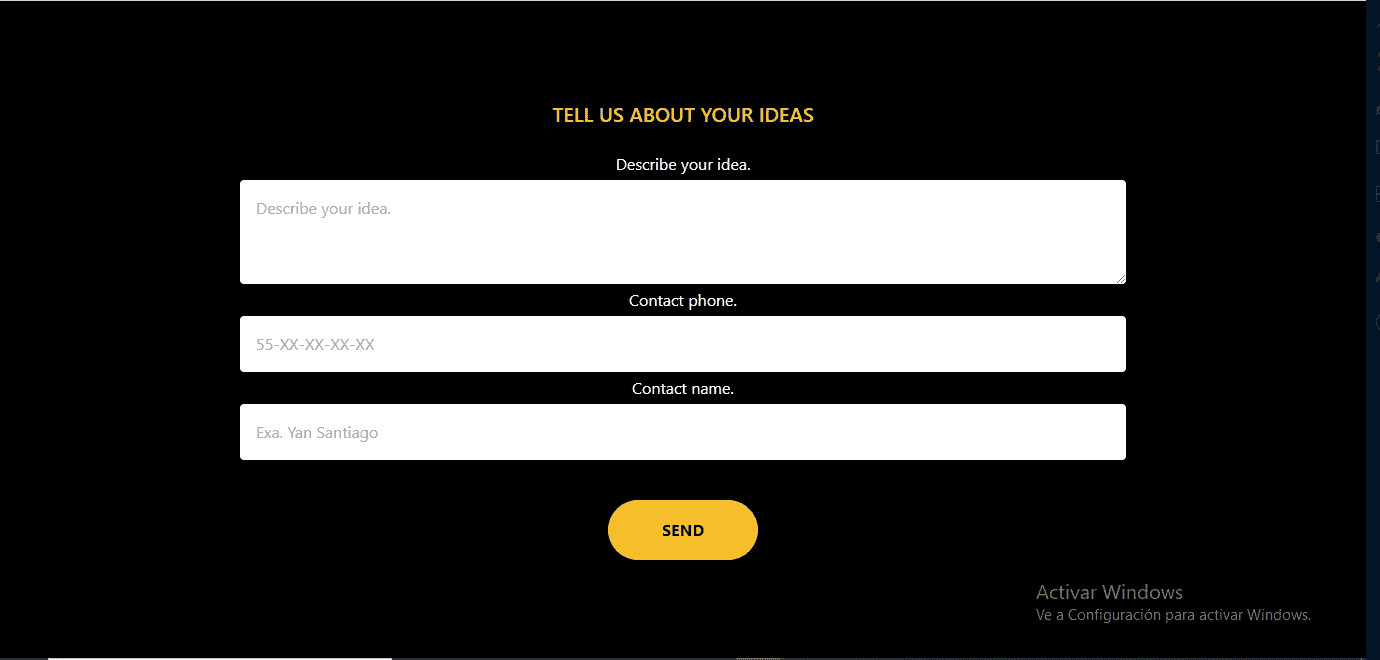 TELL US ABOUT YOUR IDEAS
Describe your idea.
Describe your idea.
Contact phone.
55-XX-XX-XX-XX
Contact name.
Exa. Yan Santiago
SEND
Activar Windows
Ve a Configuración para activar Windows.